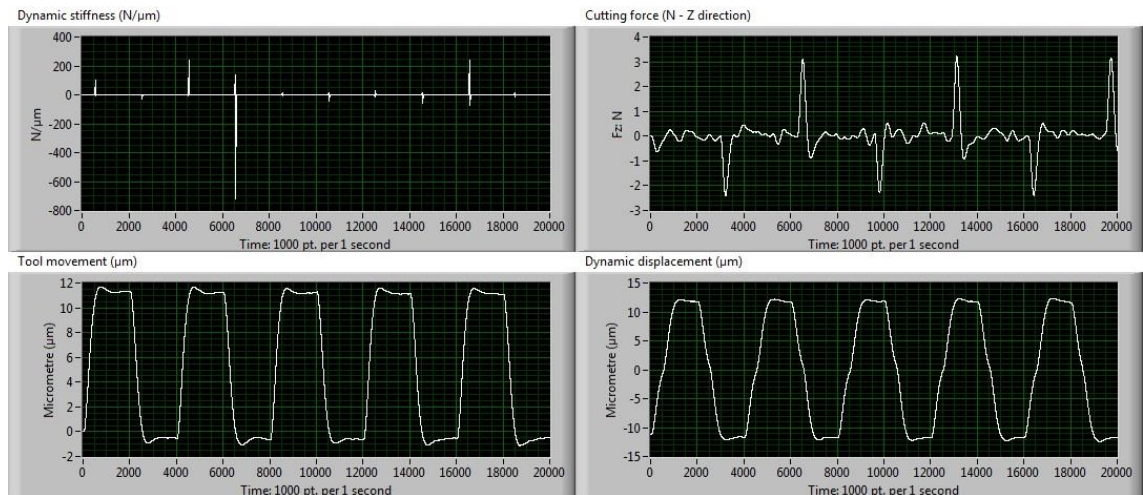 Dynamic stiffness (N/µm)
400
200
0
-200
-400
-600
-800
N/µm
0 2000 4000 6000 8000 10000 12000 14000 16000 18000 20000
Time: 1000 pt. per 1 second
Cutting force (N - Z direction)
4
3
2
1
0
-1
-2
-3
Fz: N
0 2000 4000 6000 8000 10000 12000 14000 16000 18000 20000
Time: 1000 pt. per 1 second
Tool movement (µm)
12
10
8
6
4
2
0
-2
Micrometre (µm)
0 2000 4000 6000 8000 10000 12000 14000 16000 18000 20000
Time: 1000 pt. per 1 second
Dynamic displacement (µm)
15
10
5
0
-5
-10
-15
Micrometre (µm)
0 2000 4000 6000 8000 10000 12000 14000 16000 18000 20000
Time: 1000 pt. per 1 second